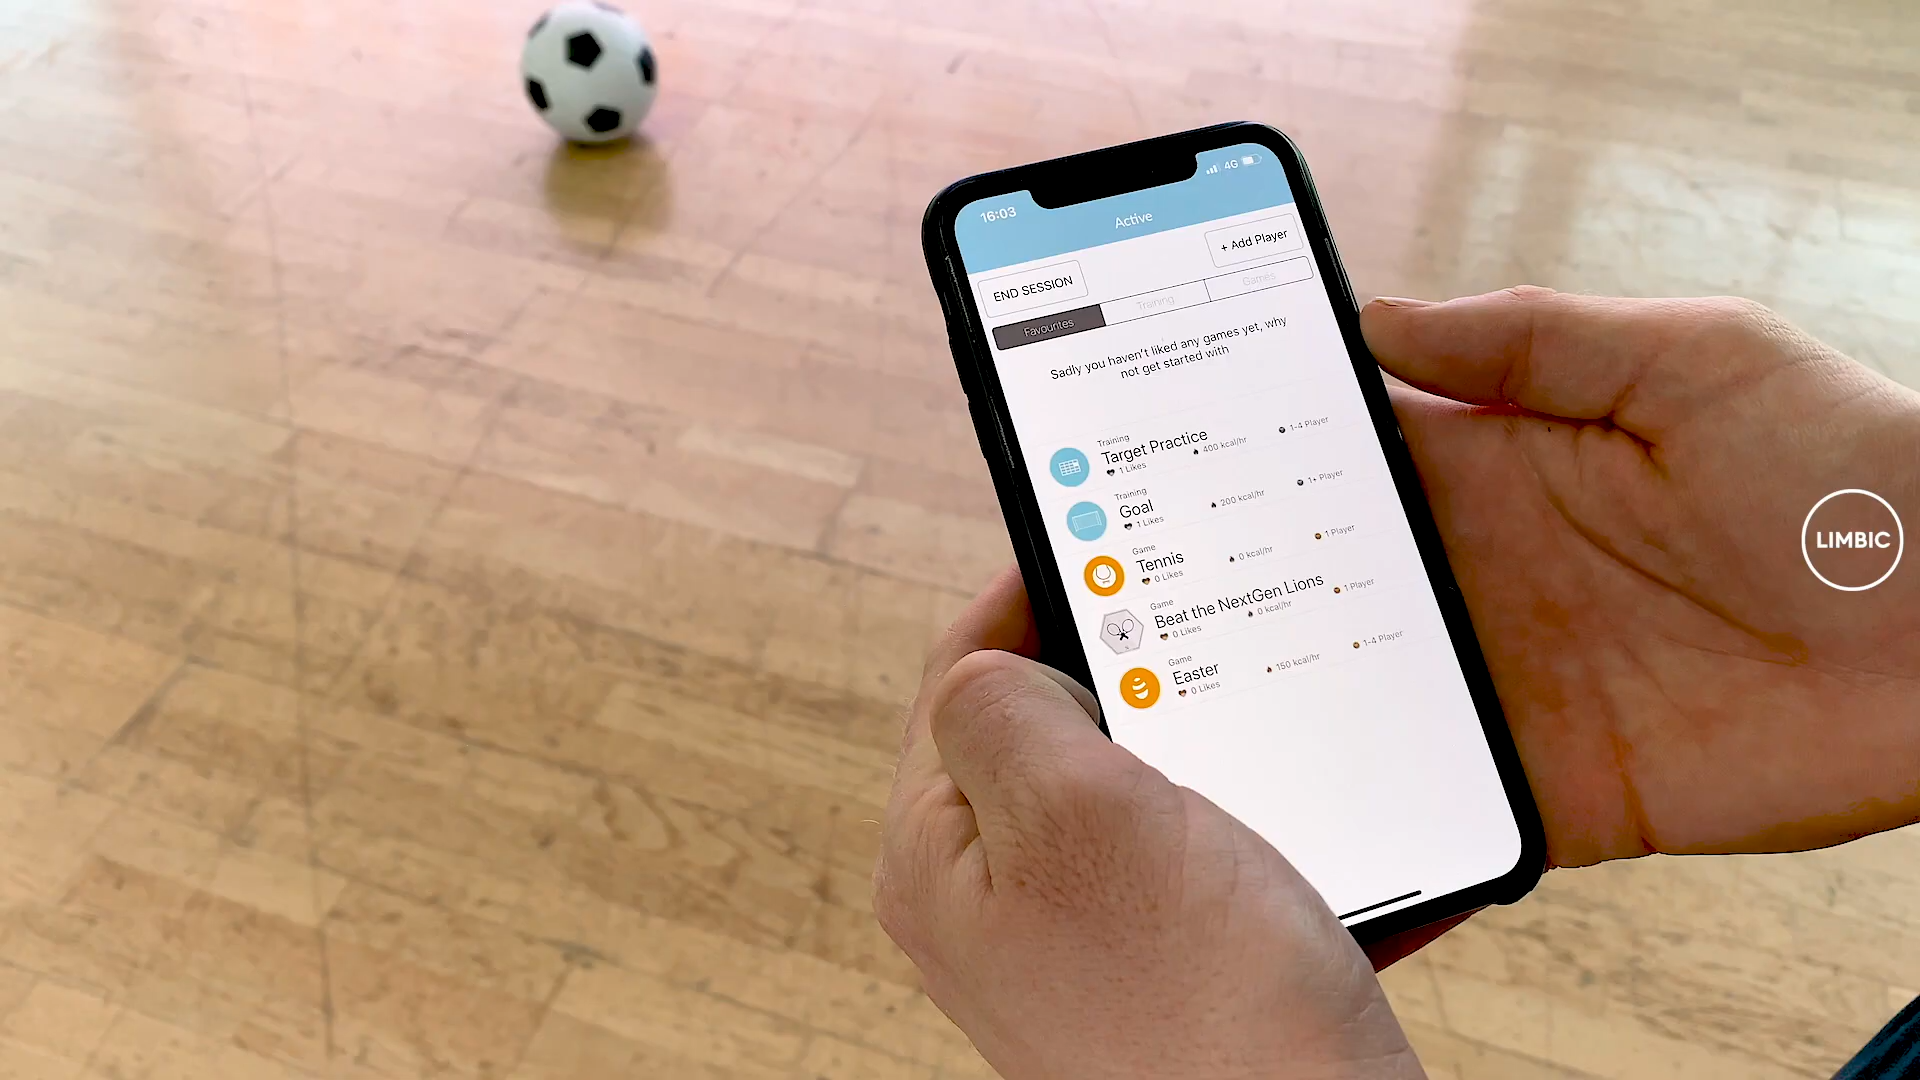 16:03
4G
Active
END SESSION
+ Add Player
Favourites
Training
Games
Sadly you haven't liked any games yet, why
not get started with
Training
Target Practice
1 Likes
400 kcal/hr
1-4 Player
Training
Goal
1 Likes
200 kcal/hr
1+ Player
Game
Tennis
0 Likes
0 kcal/hr
1 Player
Game
Beat the NextGen Lions
0 Likes
0 kcal/hr
1 Player
Game
Easter
0 Likes
150 kcal/hr
1-4 Player
LIMBIC